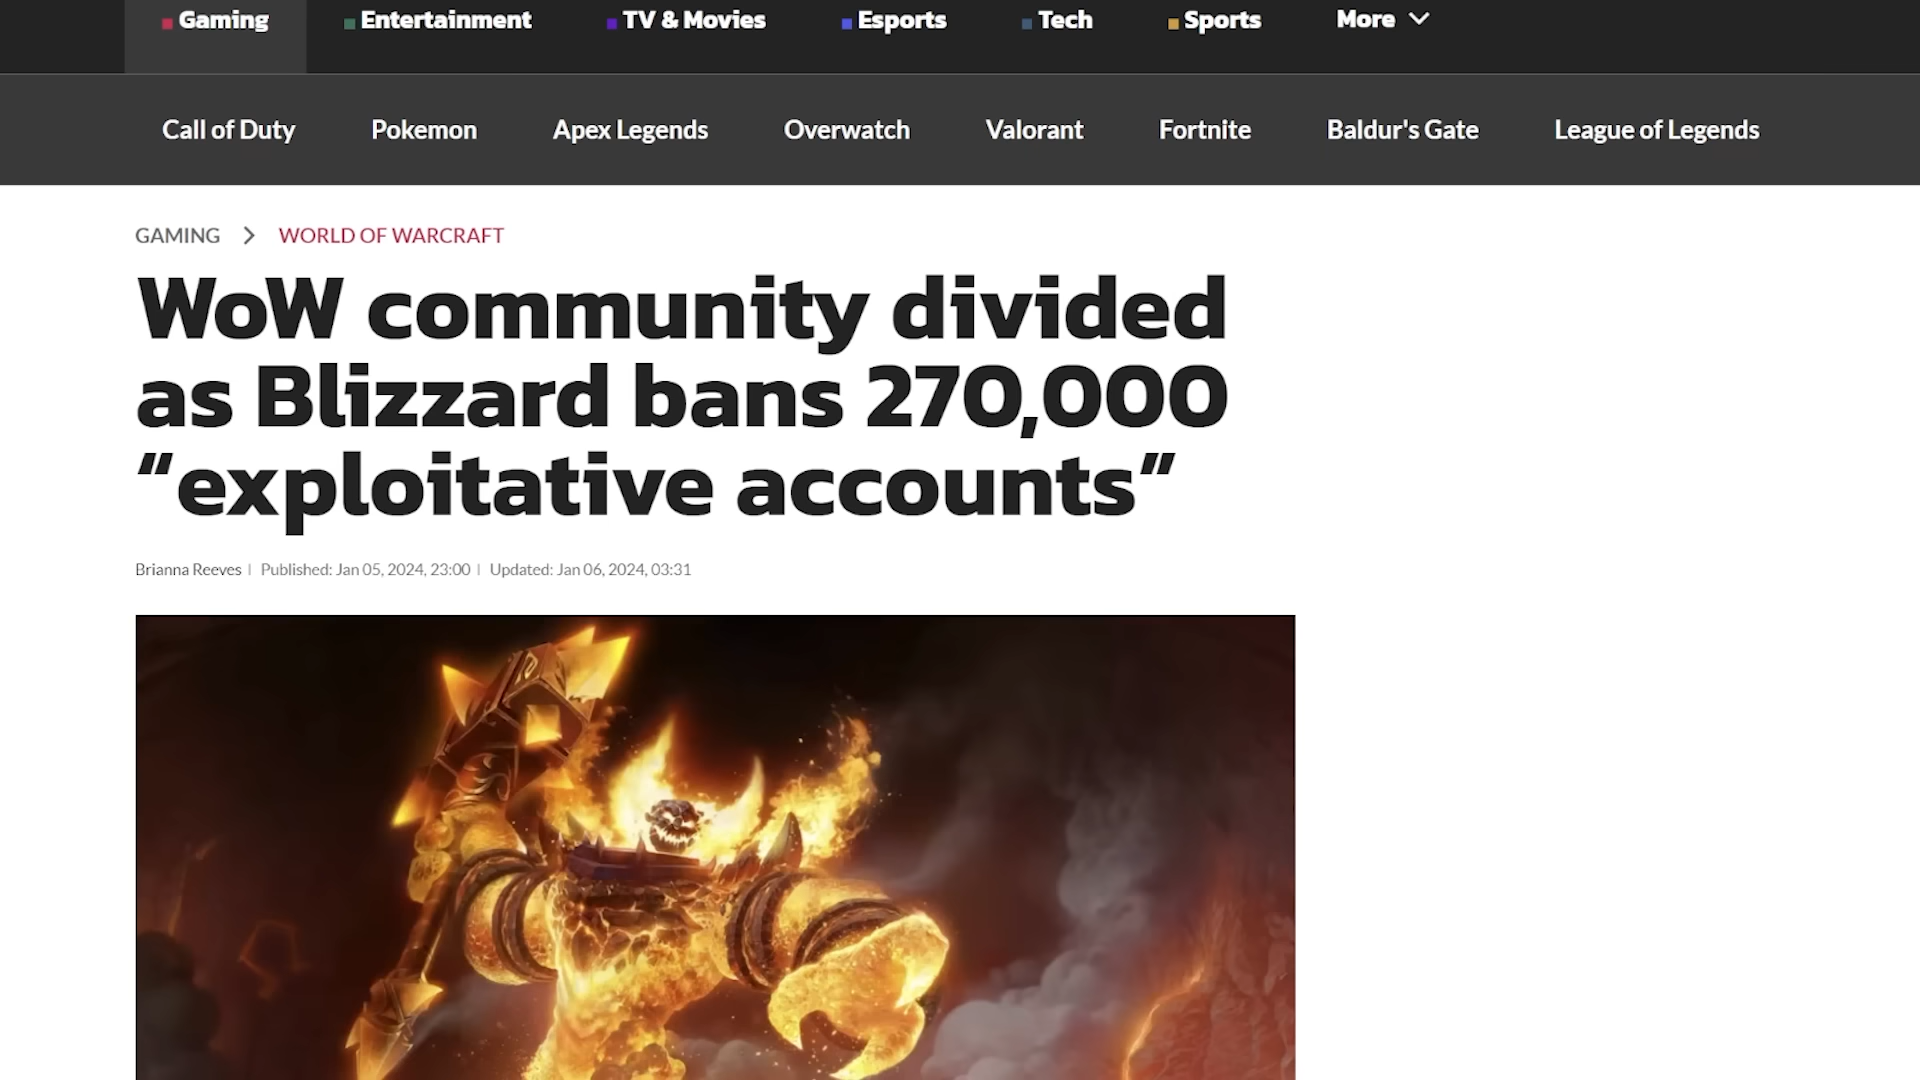 Gaming
Entertainment
TV & Movies
Esports
Tech
Sports
More
Call of Duty
Pokemon
Apex Legends
Overwatch
Valorant
Fortnite
Baldur's Gate
League of Legends
GAMING
WORLD OF WARCRAFT
WoW community divided
as Blizzard bans 270,000
“exploitative accounts”
Brianna Reeves | Published: Jan 05, 2024, 23:00 | Updated: Jan 06, 2024, 03:31